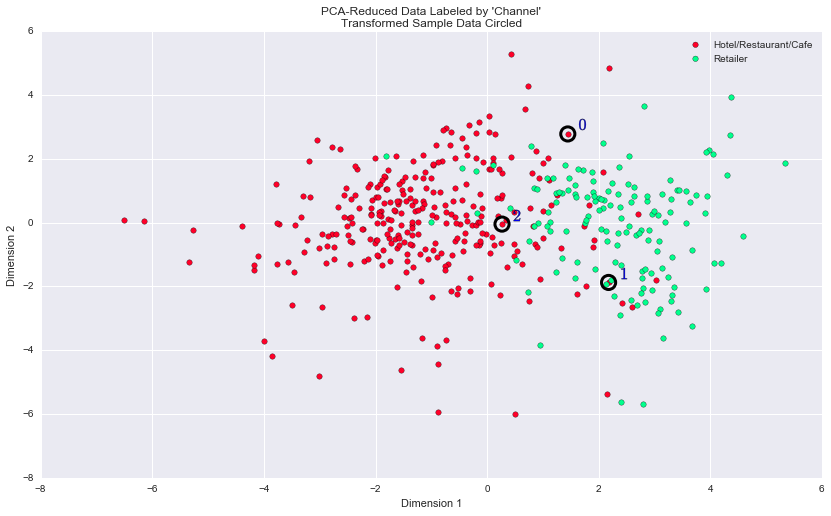 PCA-Reduced Data Labeled by 'Channel'
Transformed Sample Data Circled
Hotel/Restaurant/Cafe
Retailer
6
4
2
0
−2
−4
−6
−8
Dimension 2
0
2
1
−8 −6 −4 −2 0 2 4 6
Dimension 1